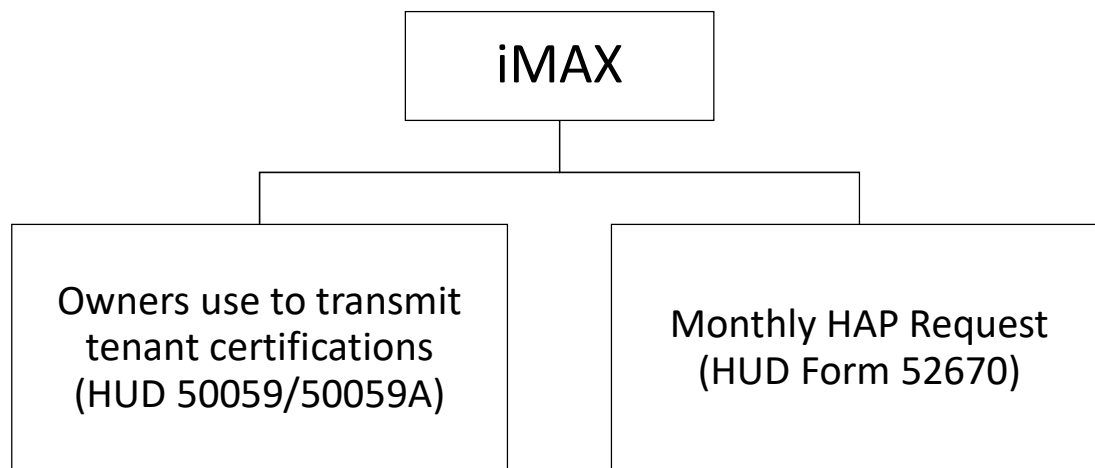 iMAX
Owners use to transmit
tenant certifications
(HUD 50059/50059A)
Monthly HAP Request
(HUD Form 52670)